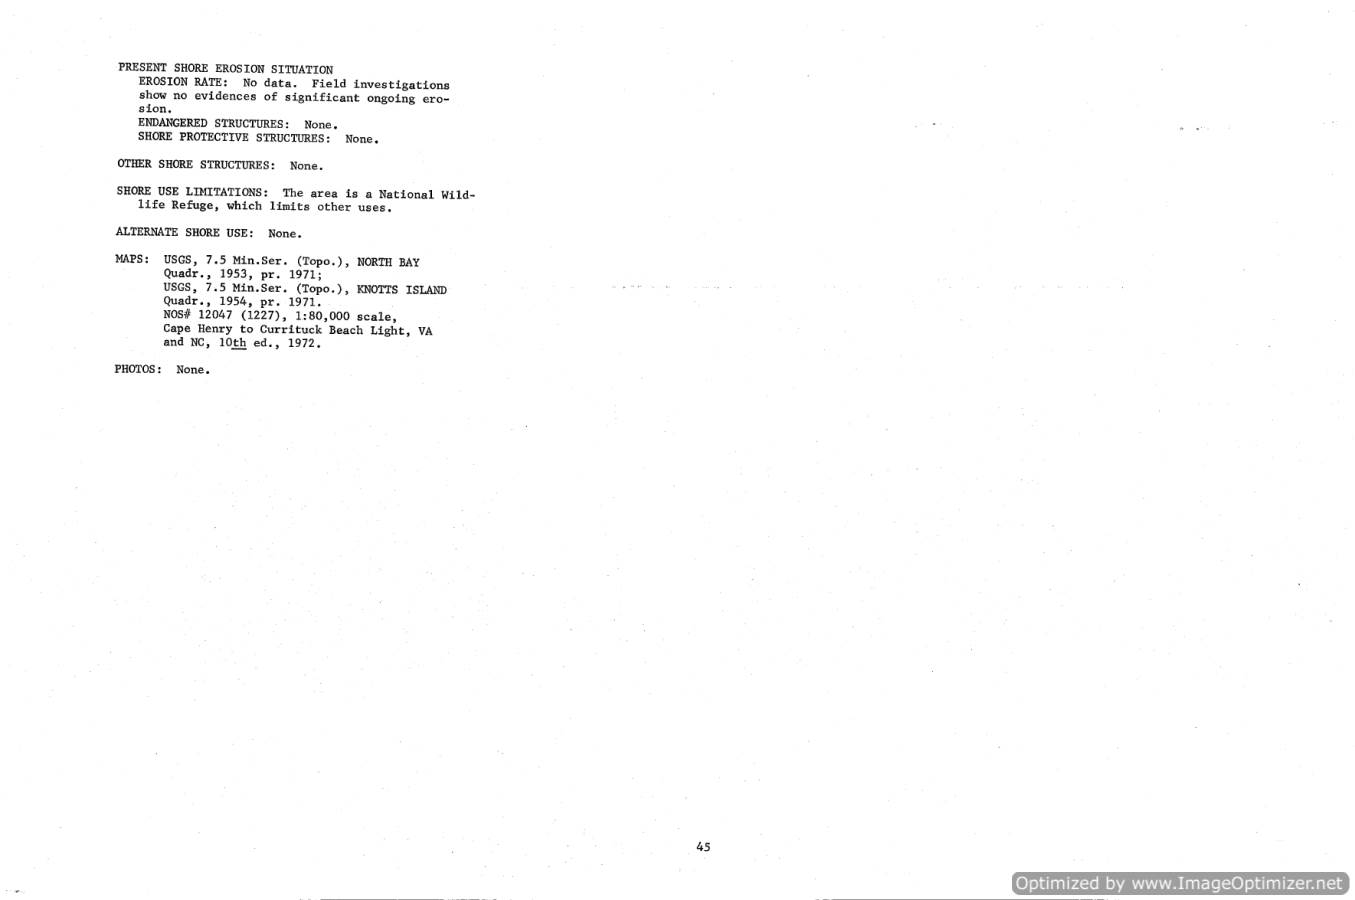 PRESENT SHORE EROSION SITUATION
EROSION RATE: No data. Field investigations
show no evidences of significant ongoing ero-
sion.
ENDANGERED STRUCTURES: None.
SHORE PROTECTIVE STRUCTURES: None.
OTHER SHORE STRUCTURES: None.
SHORE USE LIMITATIONS: The area is a National Wild-
life Refuge, which limits other uses.
ALTERNATE SHORE USE: None.
MAPS: USGS, 7.5 Min.Ser. (Topo.), NORTH BAY
Quadr., 1953, pr. 1971;
USGS, 7.5 Min.Ser. (Topo.), KNOTTS ISLAND
Quadr., 1954, pr. 1971.
NOS# 12047 (1227), 1:80,000 scale,
Cape Henry to Currituck Beach Light, VA
and NC, 10th ed., 1972.
PHOTOS: None.
45
Optimized by www.ImageOptimizer.net